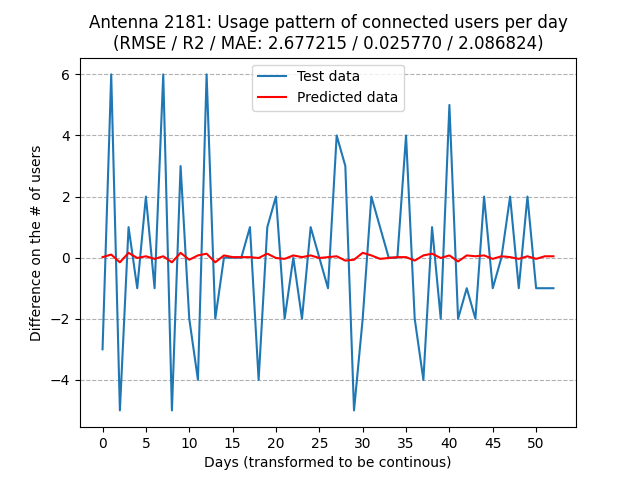 Antenna 2181: Usage pattern of connected users per day
(RMSE / R2 / MAE: 2.677215 / 0.025770 / 2.086824)
Test data
Predicted data
Difference on the # of users
6
4
2
0
−2
−4
0 5 10 15 20 25 30 35 40 45 50
Days (transformed to be continous)